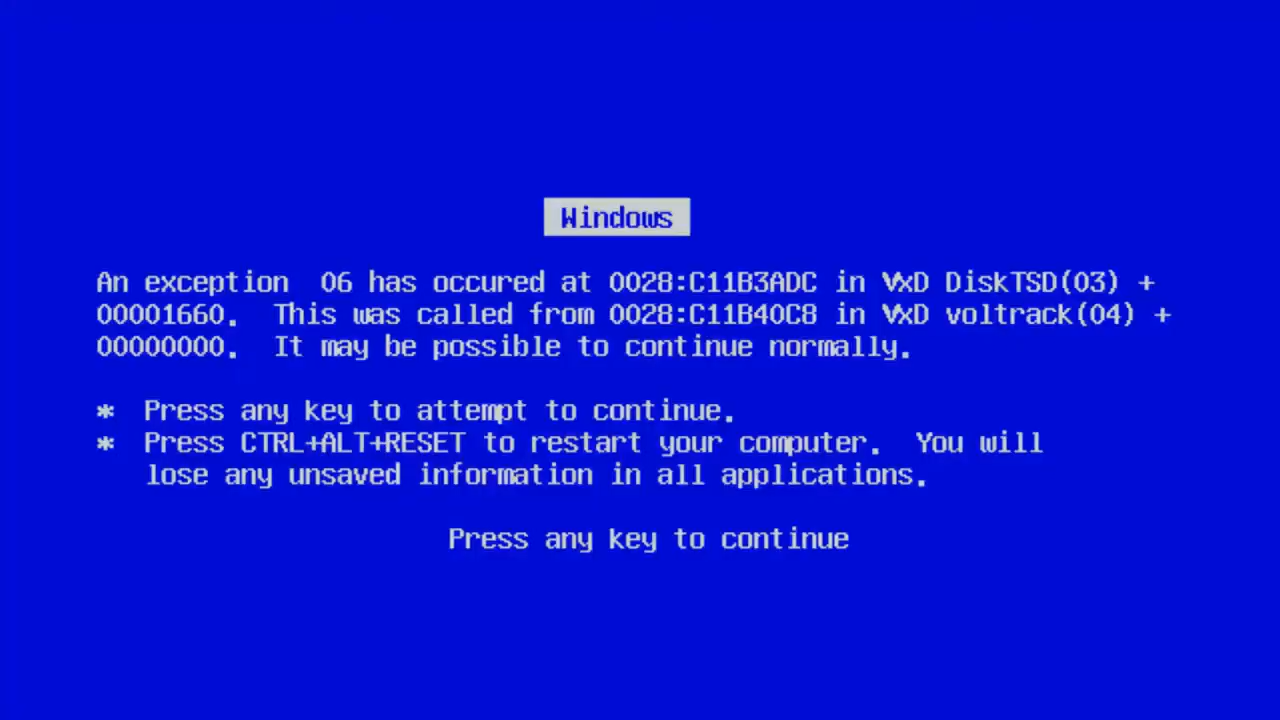 Windows
An exception  06 has occured at 0028:C11B3ADC in VxD DiskTSD(03) +
00001660.  This was called from 0028:C11B40C8 in VxD voltrack(04) +
00000000.  It may be possible to continue normally.
*  Press any key to attempt to continue.
*  Press CTRL+ALT+RESET to restart your computer.  You will
lose any unsaved information in all applications.
Press any key to continue